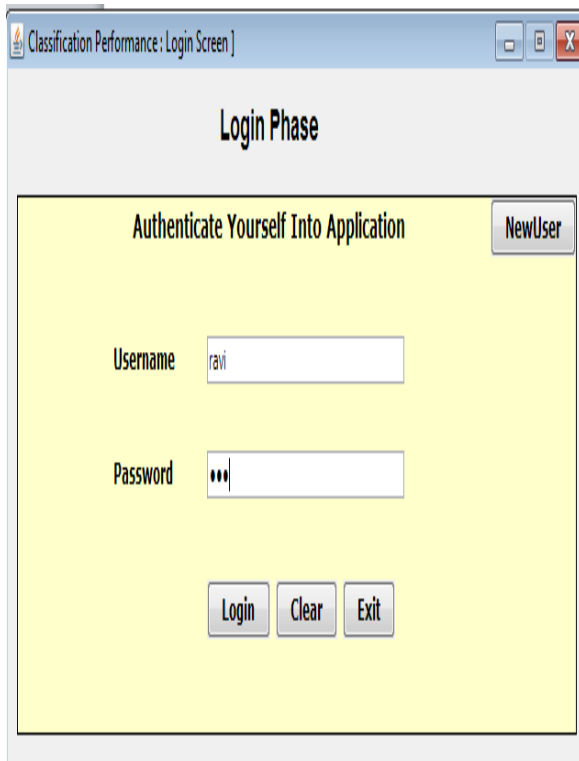 Classification Performance : Login Screen ]
Login Phase
Authenticate Yourself Into Application
NewUser
Username
ravi
Password
•••
Login
Clear
Exit